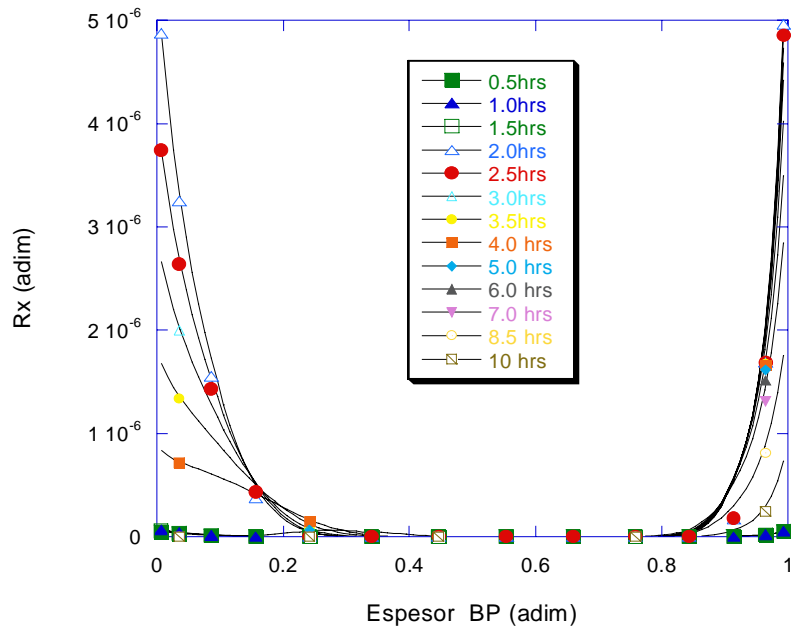 5 10-6
4 10-6
3 10-6
2 10-6
1 10-6
0
Rx (adim)
0.5hrs
1.0hrs
1.5hrs
2.0hrs
2.5hrs
3.0hrs
3.5hrs
4.0 hrs
5.0 hrs
6.0 hrs
7.0 hrs
8.5 hrs
10 hrs
0 0.2 0.4 0.6 0.8 1
Espesor BP (adim)